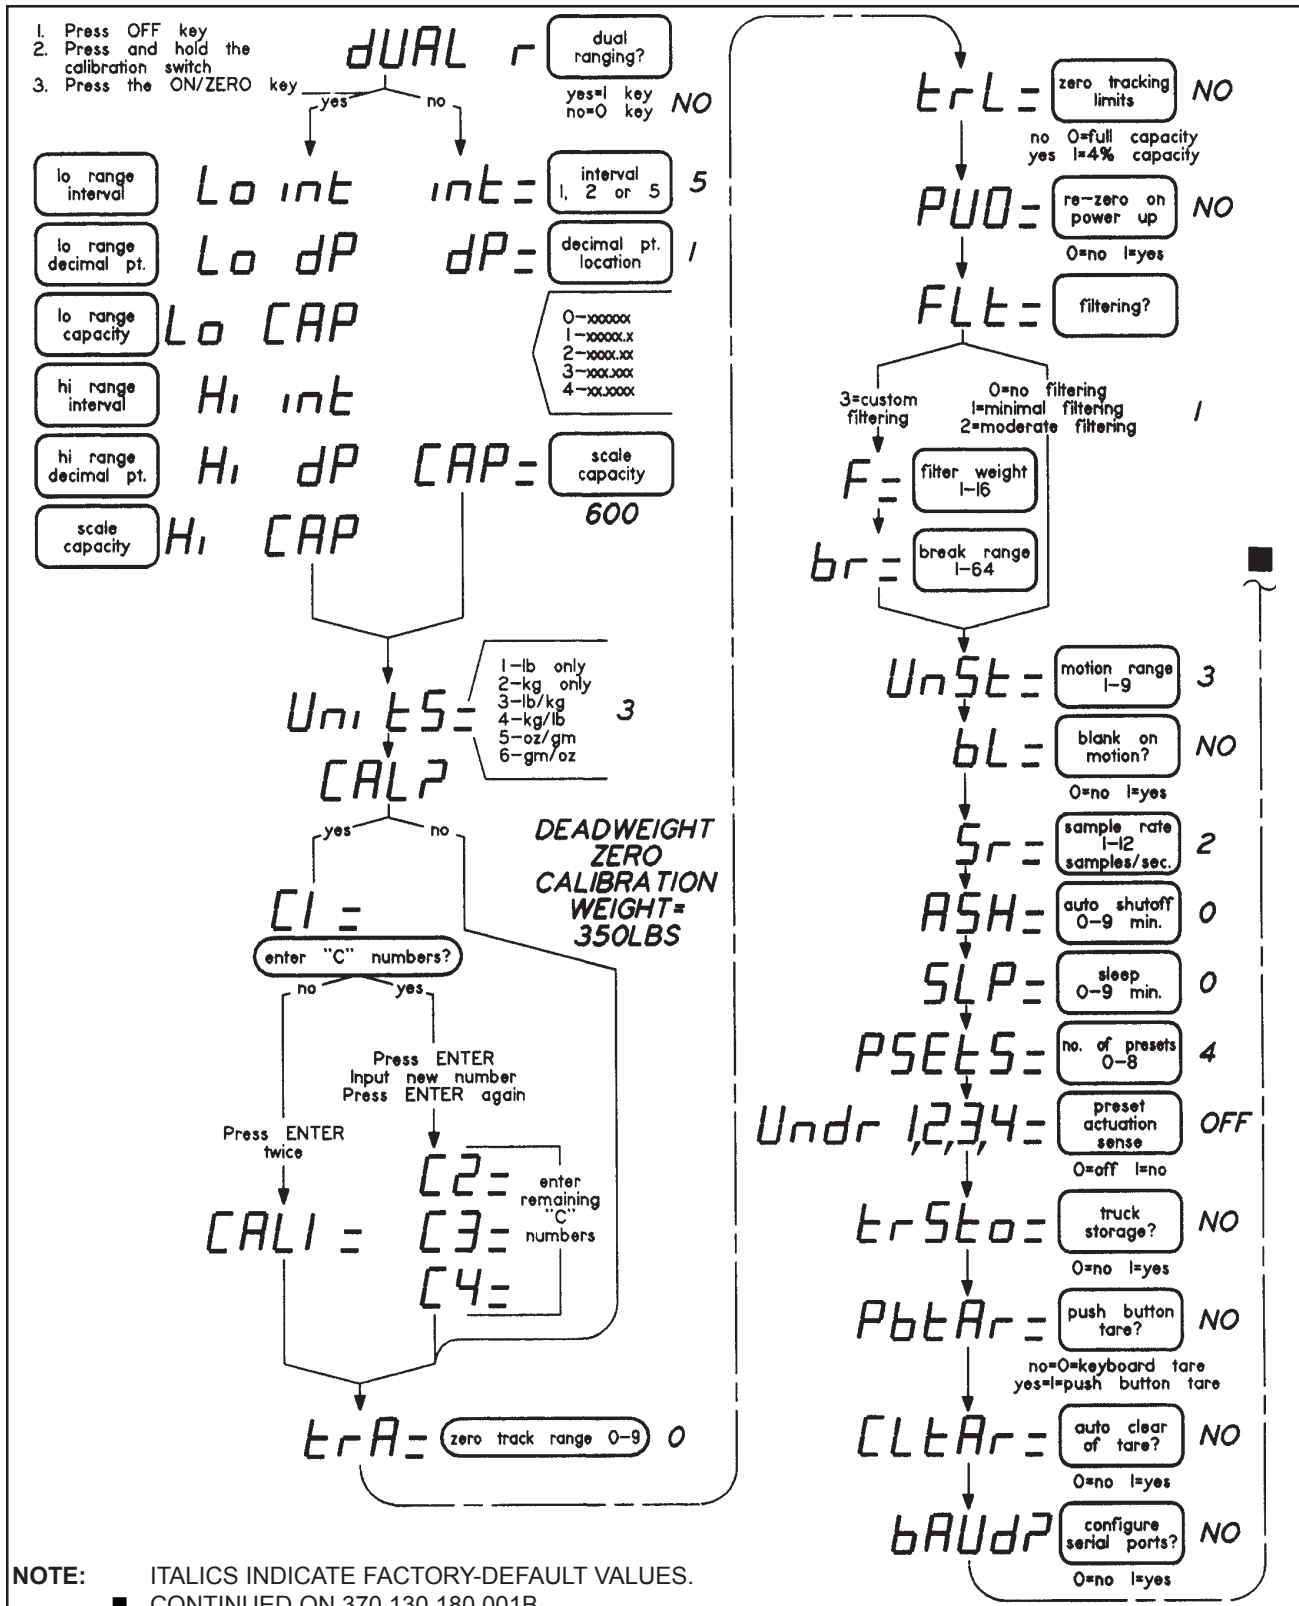 1. Press OFF key
2. Press and hold the
calibration switch
3. Press the ON/ZERO key
dUAL r
dual
ranging?
yes=1 key
no=0 key
NO
yes
no
lo range
interval
Lo int
int=
interval
1, 2 or 5
5
lo range
decimal pt.
Lo dP
dP=
decimal pt.
location
1
0-xxxxxx
1-xxxxx.x
2-xxxx.xx
3-xxx.xxx
4-xx.xxxx
lo range
capacity
Lo CAP
hi range
interval
Hi int
hi range
decimal pt.
Hi dP
CAP=
scale
capacity
600
scale
capacity
Hi CAP
UnitS=
1-lb only
2-kg only
3-lb/kg
4-kg/lb
5-oz/gm
6-gm/oz
3
CAL?
yes
no
DEADWEIGHT
ZERO
CALIBRATION
WEIGHT=
350LBS
C1 =
enter "C" numbers?
no
yes
Press ENTER
Input new number
Press ENTER again
Press ENTER
twice
C2=
C3=
C4=
enter
remaining
"C"
numbers
CAL1 =
trA=
zero track range 0-9
0
trL=
zero tracking
limits
NO
no 0=full capacity
yes 1=4% capacity
PUO=
re-zero on
power up
NO
0=no 1=yes
FLt=
filtering?
3=custom
filtering
0=no filtering
1=minimal filtering
2=moderate filtering
1
F=
filter weight
1-16
br=
break range
1-64
■
UnSt=
motion range
1-9
3
bL=
blank on
motion?
NO
0=no 1=yes
Sr=
sample rate
1-12
samples/sec.
2
ASH=
auto shutoff
0-9 min.
0
SLP=
sleep
0-9 min.
0
PSEtS=
no. of presets
0-8
4
Undr 1,2,3,4=
preset
actuation
sense
OFF
0=off 1=no
trSto=
truck
storage?
NO
0=no 1=yes
PbtAr=
push button
tare?
NO
no=0=keyboard tare
yes=1=push button tare
CLtAr=
auto clear
of tare?
NO
0=no 1=yes
bAUd?
configure
serial ports?
NO
0=no 1=yes
NOTE: ITALICS INDICATE FACTORY-DEFAULT VALUES.
■ CONTINUED ON 370.130.180.001B